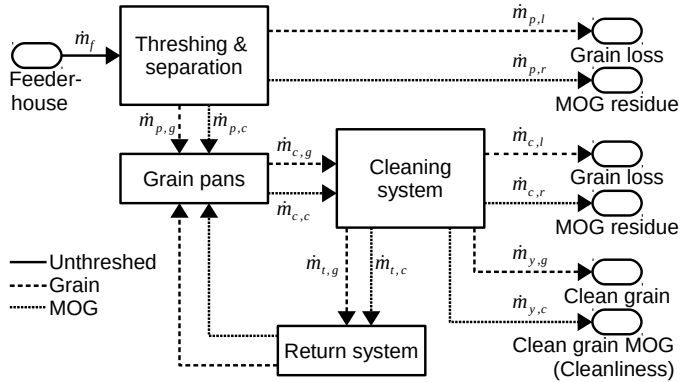 ṁf
Feeder-
house
Threshing &
separation
ṁp,l
Grain loss
ṁp,r
MOG residue
ṁp,g
ṁp,c
Grain pans
ṁc,g
ṁc,c
Cleaning
system
ṁc,l
Grain loss
ṁc,r
MOG residue
ṁt,g
ṁt,c
ṁy,g
Clean grain
ṁy,c
Clean grain MOG
(Cleanliness)
Unthreshed
Grain
MOG
Return system